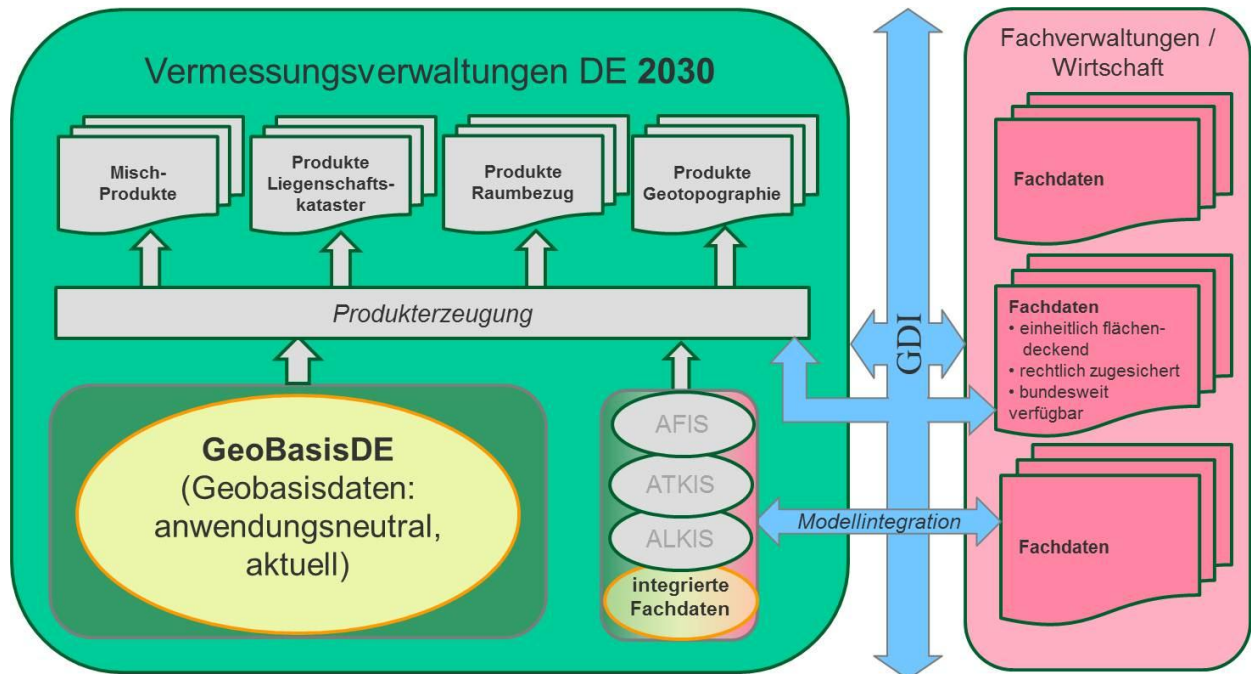 Vermessungsverwaltungen DE 2030
Misch-
Produkte
Produkte
Liegenschafts-
kataster
Produkte
Raumbezug
Produkte
Geotopographie
Produkterzeugung
GeoBasisDE
(Geobasisdaten:
anwendungsneutral,
aktuell)
AFIS
ATKIS
ALKIS
integrierte
Fachdaten
GDI
Modellintegration
Fachverwaltungen /
Wirtschaft
Fachdaten
Fachdaten
• einheitlich flächen-
deckend
• rechtlich zugesichert
• bundesweit
verfügbar
Fachdaten